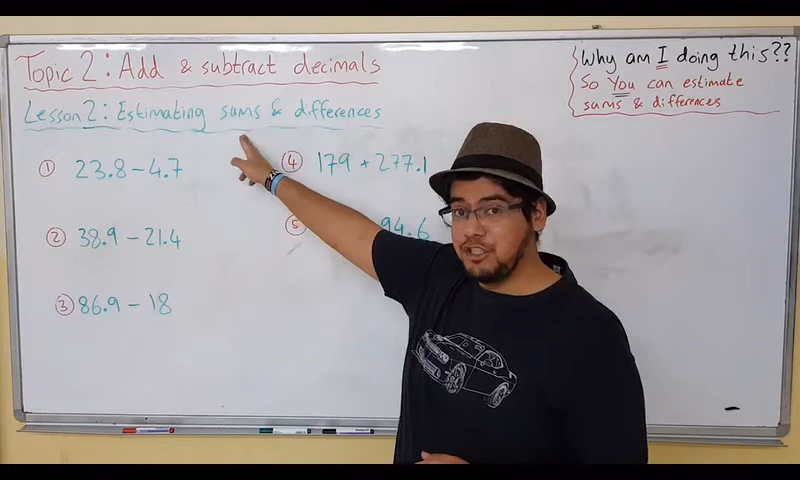 Topic 2: Add & subtract decimals
Lesson 2: Estimating sums & differences
Why am I doing this??
So You can estimate
sums & differences
① 23.8 - 4.7
② 38.9 - 21.4
③ 86.9 - 18
④ 179 + 277.1
⑤ 94.6